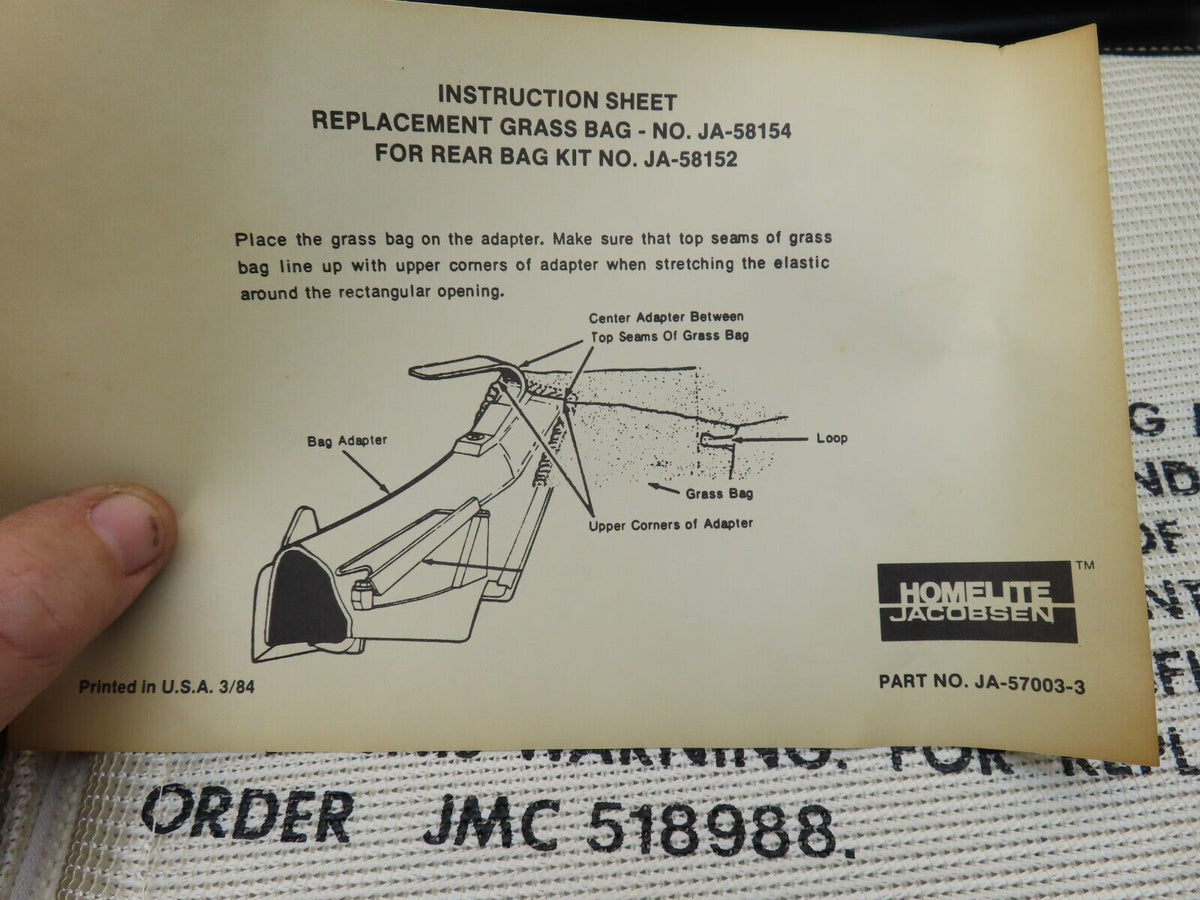 INSTRUCTION SHEET
REPLACEMENT GRASS BAG - NO. JA-58154
FOR REAR BAG KIT NO. JA-58152
Place the grass bag on the adapter. Make sure that top seams of grass
bag line up with upper corners of adapter when stretching the elastic
around the rectangular opening.
Center Adapter Between
Top Seams Of Grass Bag
Bag Adapter
Loop
Grass Bag
Upper Corners of Adapter
HOMELITE TM
JACOBSEN
Printed in U.S.A. 3/84
PART NO. JA-57003-3
G
ND
OF
WARNING. FOR REPL
ORDER JMC 518988.